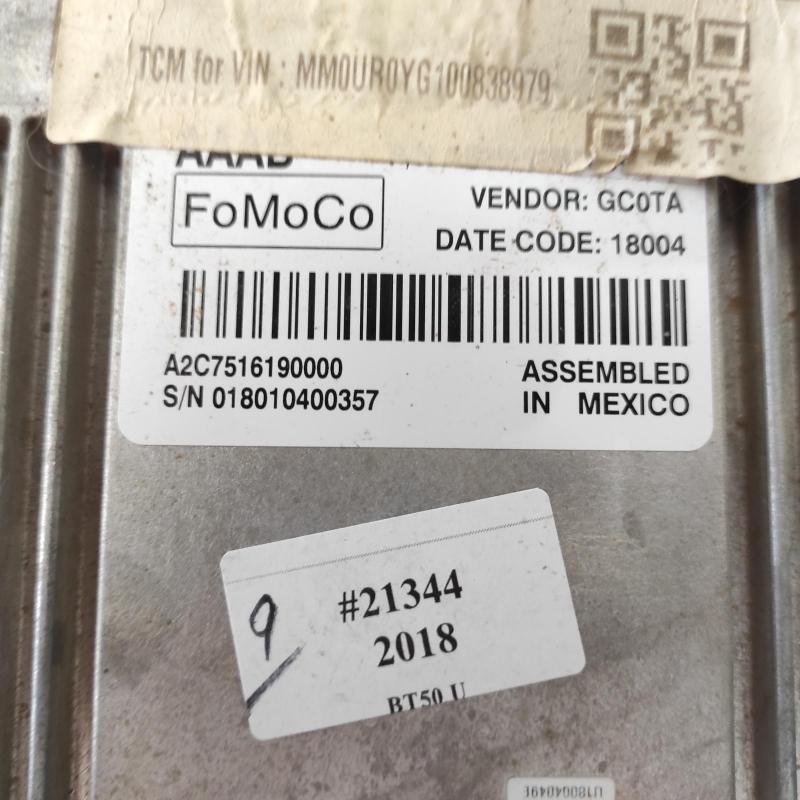 TCM for VIN : MM0UR0YG100838979
AAAB
FoMoCo
VENDOR: GC0TA
DATE CODE: 18004
A2C7516190000
S/N 018010400357
ASSEMBLED
IN MEXICO
9
#21344
2018
BT50 U